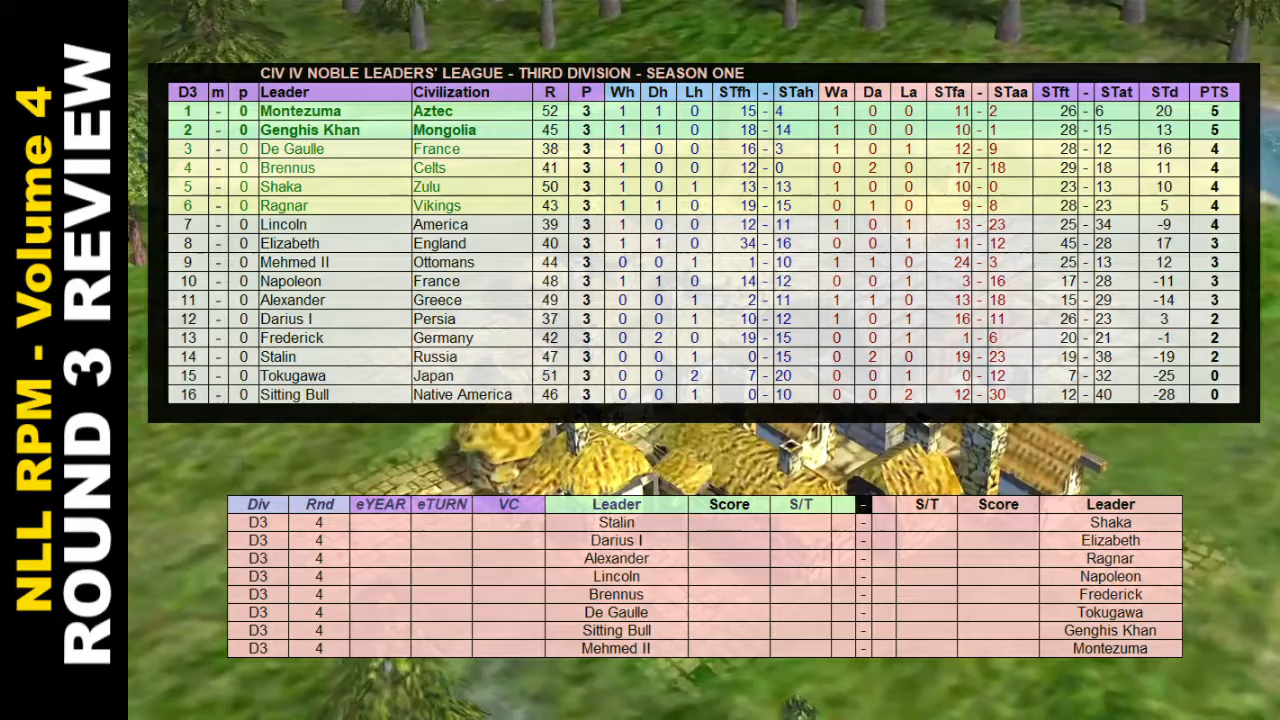 NLL RPM - Volume 4
ROUND 3 REVIEW
CIV IV NOBLE LEADERS' LEAGUE - THIRD DIVISION - SEASON ONE
D3 m p Leader Civilization R P Wh Dh Lh STfh - STah Wa Da La STfa - STaa STft - STat STd PTS
1 - 0 Montezuma Aztec 52 3 1 1 0 15 - 4 1 0 0 11 - 2 26 - 6 20 5
2 - 0 Genghis Khan Mongolia 45 3 1 1 0 18 - 14 1 0 0 10 - 1 28 - 15 13 5
3 - 0 De Gaulle France 38 3 1 0 0 16 - 3 1 0 1 12 - 9 28 - 12 16 4
4 - 0 Brennus Celts 41 3 1 0 0 12 - 0 0 2 0 17 - 18 29 - 18 11 4
5 - 0 Shaka Zulu 50 3 1 0 1 13 - 13 1 0 0 10 - 0 23 - 13 10 4
6 - 0 Ragnar Vikings 43 3 1 1 0 19 - 15 0 1 0 9 - 8 28 - 23 5 4
7 - 0 Lincoln America 39 3 1 0 0 12 - 11 1 0 1 13 - 23 25 - 34 -9 4
8 - 0 Elizabeth England 40 3 1 1 0 34 - 16 0 0 1 11 - 12 45 - 28 17 3
9 - 0 Mehmed II Ottomans 44 3 0 0 1 1 - 10 1 1 0 24 - 3 25 - 13 12 3
10 - 0 Napoleon France 48 3 1 1 0 14 - 12 0 0 1 3 - 16 17 - 29 -11 3
11 - 0 Alexander Greece 49 3 0 0 1 2 - 11 1 1 0 13 - 18 15 - 29 -14 3
12 - 0 Darius I Persia 37 3 0 0 1 10 - 12 0 1 0 16 - 11 26 - 23 3 2
13 - 0 Frederick Germany 42 3 0 2 0 19 - 15 0 0 1 1 - 6 20 - 21 -1 2
14 - 0 Stalin Russia 47 3 0 0 1 0 - 15 0 2 0 19 - 23 19 - 38 -19 2
15 - 0 Tokugawa Japan 51 3 0 0 2 7 - 20 0 0 1 0 - 12 7 - 32 -25 0
16 - 0 Sitting Bull Native America 46 3 0 0 1 0 - 10 0 0 2 12 - 30 12 - 40 -28 0
Div Rnd eYEAR eTURN VC Leader Score S/T - S/T Score Leader
D3 4 Stalin - Shaka
D3 4 Darius I - Elizabeth
D3 4 Alexander - Ragnar
D3 4 Lincoln - Napoleon
D3 4 Brennus - Frederick
D3 4 De Gaulle - Tokugawa
D3 4 Sitting Bull - Genghis Khan
D3 4 Mehmed II - Montezuma